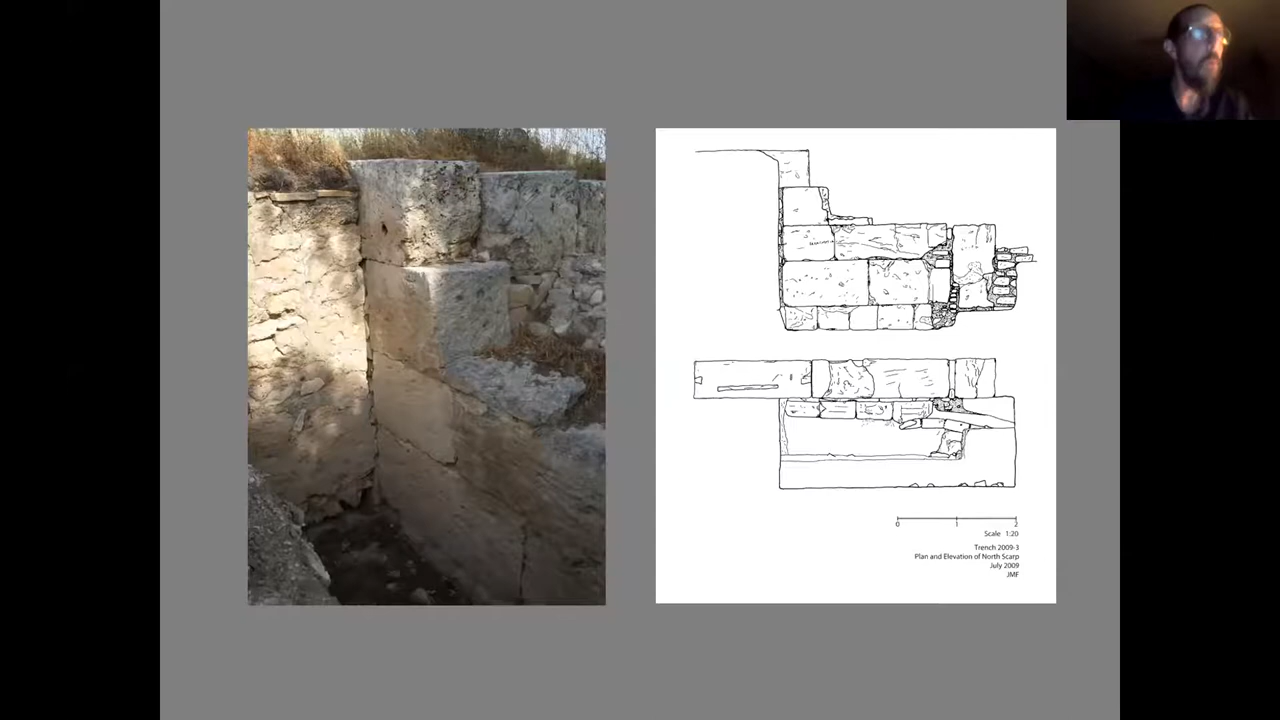 0 1 2
Scale 1:20
Trench 2009-3
Plan and Elevation of North Scarp
July 2009
JMF